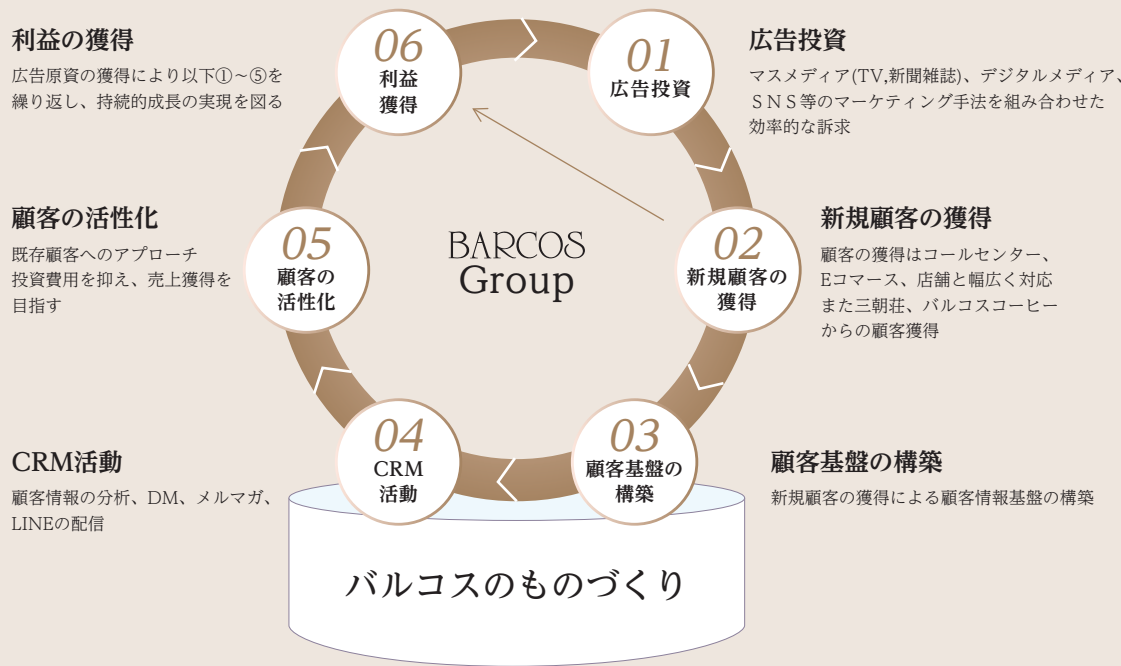 利益の獲得
広告原資の獲得により以下①～⑤を
繰り返し、持続的成長の実現を図る
06
利益
獲得
01
広告投資
広告投資
マスメディア(TV,新聞雑誌)、デジタルメディア、
ＳＮＳ等のマーケティング手法を組み合わせた
効率的な訴求
顧客の活性化
既存顧客へのアプローチ
投資費用を抑え、売上獲得を
目指す
05
顧客の
活性化
BARCOS
Group
02
新規顧客の
獲得
新規顧客の獲得
顧客の獲得はコールセンター、
Eコマース、店舗と幅広く対応
また三朝荘、バルコスコーヒー
からの顧客獲得
CRM活動
顧客情報の分析、DM、メルマガ、
LINEの配信
04
CRM
活動
03
顧客基盤の
構築
顧客基盤の構築
新規顧客の獲得による顧客情報基盤の構築
バルコスのものづくり